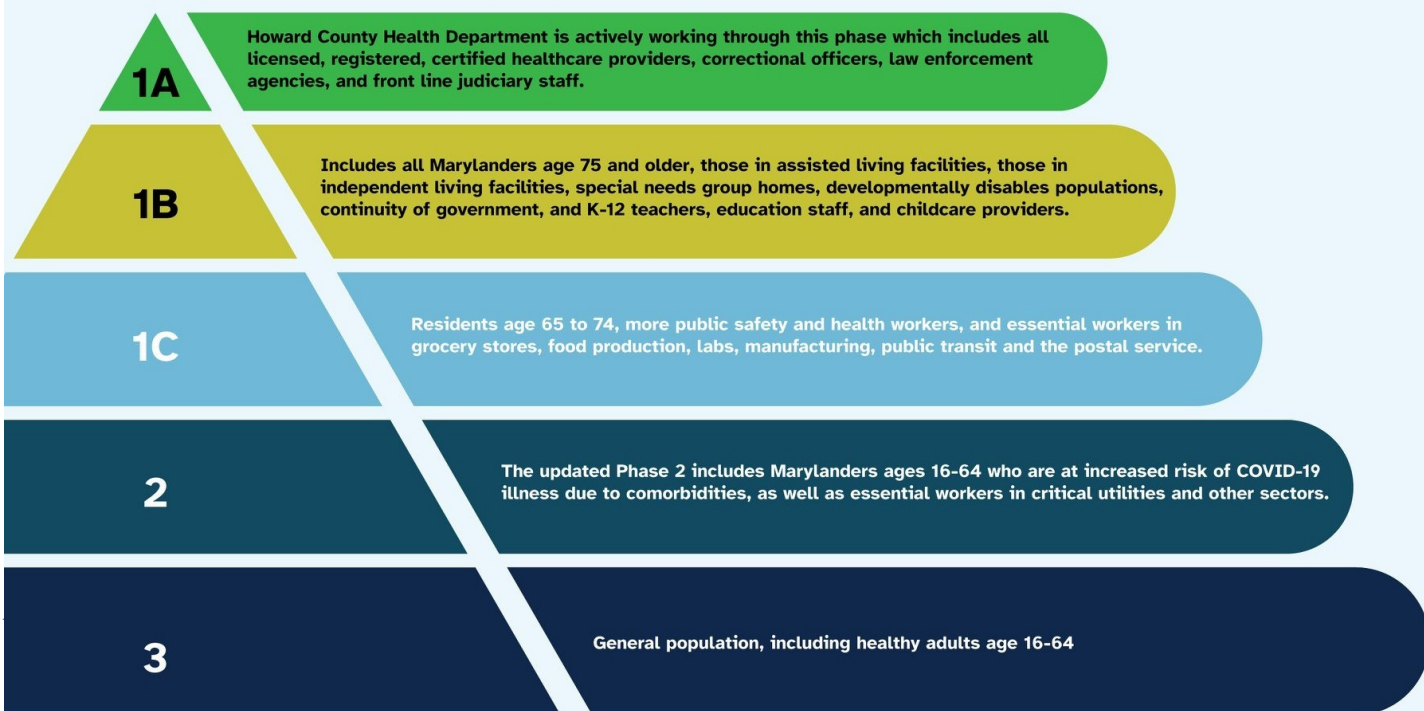 1A
Howard County Health Department is actively working through this phase which includes all
licensed, registered, certified healthcare providers, correctional officers, law enforcement
agencies, and front line judiciary staff.
1B
Includes all Marylanders age 75 and older, those in assisted living facilities, those in
independent living facilities, special needs group homes, developmentally disables populations,
continuity of government, and K-12 teachers, education staff, and childcare providers.
1C
Residents age 65 to 74, more public safety and health workers, and essential workers in
grocery stores, food production, labs, manufacturing, public transit and the postal service.
2
The updated Phase 2 includes Marylanders ages 16-64 who are at increased risk of COVID-19
illness due to comorbidities, as well as essential workers in critical utilities and other sectors.
3
General population, including healthy adults age 16-64